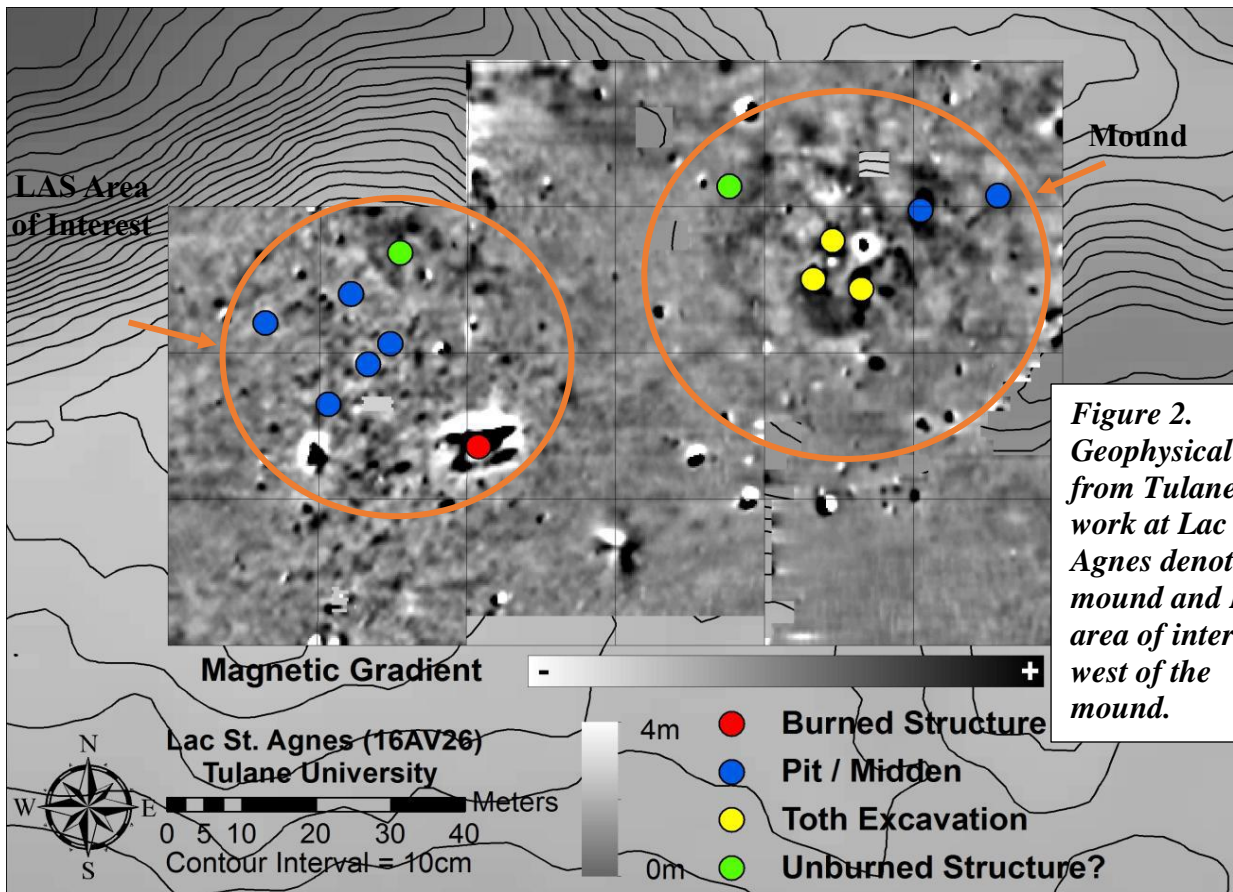 LAS Area
of Interest
Mound
Figure 2.
Geophysical
from Tulane
work at Lac
Agnes denot
mound and
area of inter
west of the
mound.
Magnetic Gradient
- +
Lac St. Agnes (16AV26)
Tulane University
Meters
0 5 10 20 30 40
Contour Interval = 10cm
N
W E
S
4m
0m
Burned Structure
Pit / Midden
Toth Excavation
Unburned Structure?